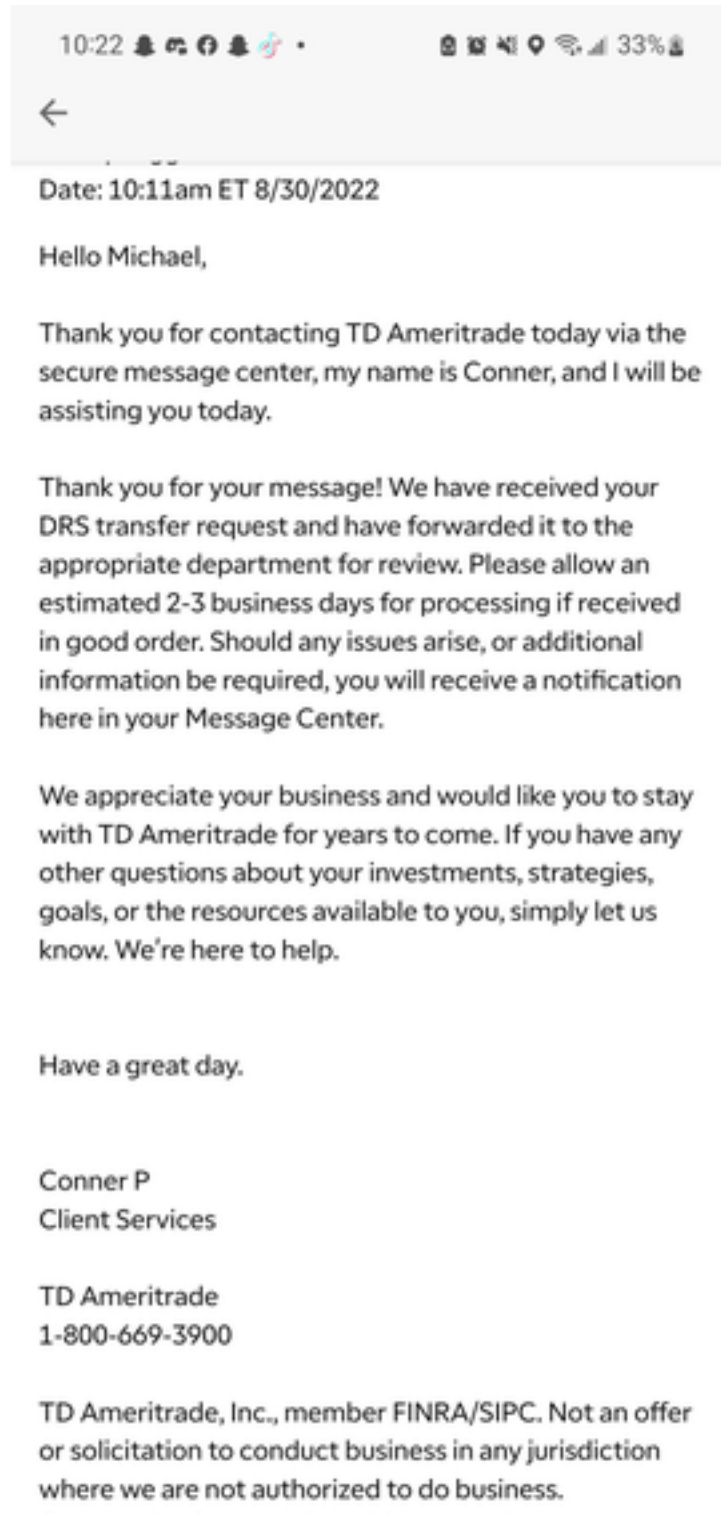 10:22
33%
Date: 10:11am ET 8/30/2022
Hello Michael,
Thank you for contacting TD Ameritrade today via the
secure message center, my name is Conner, and I will be
assisting you today.
Thank you for your message! We have received your
DRS transfer request and have forwarded it to the
appropriate department for review. Please allow an
estimated 2-3 business days for processing if received
in good order. Should any issues arise, or additional
information be required, you will receive a notification
here in your Message Center.
We appreciate your business and would like you to stay
with TD Ameritrade for years to come. If you have any
other questions about your investments, strategies,
goals, or the resources available to you, simply let us
know. We're here to help.
Have a great day.
Conner P
Client Services
TD Ameritrade
1-800-669-3900
TD Ameritrade, Inc., member FINRA/SIPC. Not an offer
or solicitation to conduct business in any jurisdiction
where we are not authorized to do business.